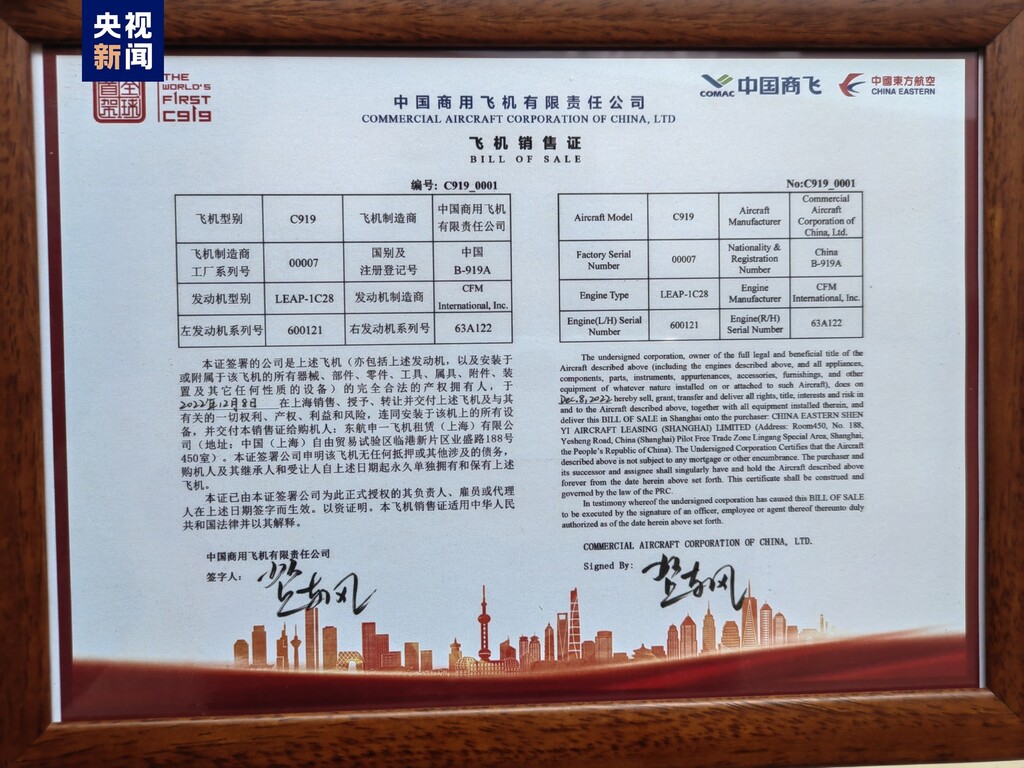 央视
新闻
全球
首架
THE
WORLD'S
FIRST
C919
COMAC 中国商飞
中國東方航空
CHINA EASTERN
中国商用飞机有限责任公司
COMMERCIAL AIRCRAFT CORPORATION OF CHINA, LTD
飞机销售证
BILL OF SALE
编号: C919_0001
飞机型别 C919 飞机制造商 中国商用飞机
有限责任公司
飞机制造商
工厂系列号 00007 国别及
注册登记号 中国
B-919A
发动机型别 LEAP-1C28 发动机制造商 CFM
International, Inc.
左发动机系列号 600121 右发动机系列号 63A122
本证签署的公司是上述飞机（亦包括上述发动机，以及安装于
或附属于该飞机的所有器械、部件、零件、工具、属具、附件、装
置及其它任何性质的设备）的完全合法的产权拥有人，于
2022年12月8日 在上海销售、授予、转让并交付上述飞机及与其
有关的一切权利、产权、利益和风险，连同安装于该机上的所有设
备，并交付本销售证给购机人：东航申一飞机租赁（上海）有限公
司（地址：中国（上海）自由贸易试验区临港新片区业盛路188号
450室）。本证签署公司申明该飞机无任何抵押或其他涉及的债务，
购机人及其继承人和受让人自上述日期起永久单独拥有和保有上述
飞机。
本证已由本证签署公司为此正式授权的其负责人、雇员或代理
人在上述日期签字而生效。以资证明。本飞机销售证适用中华人民
共和国法律并以其解释。
中国商用飞机有限责任公司
签字人：
No:C919_0001
Aircraft Model C919 Aircraft
Manufacturer Commercial
Aircraft
Corporation of
China, Ltd.
Factory Serial
Number 00007 Nationality &
Registration
Number China
B-919A
Engine Type LEAP-1C28 Engine
Manufacturer CFM
International, Inc.
Engine(L/H) Serial
Number 600121 Engine(R/H)
Serial Number 63A122
The undersigned corporation, owner of the full legal and beneficial title of the
Aircraft described above (including the engines described above, and all appliances,
components, parts, instruments, appurtenances, accessories, furnishings, and other
equipment of whatever nature installed on or attached to such Aircraft), does on
Dec.8,2022 hereby sell, grant, transfer and deliver all rights, title, interests and risk in
and to the Aircraft described above, together with all equipment installed therein, and
deliver this BILL OF SALE in Shanghai onto the purchaser: CHINA EASTERN SHEN
YI AIRCRAFT LEASING (SHANGHAI) LIMITED (Address: Room450, No. 188,
Yesheng Road, China (Shanghai) Pilot Free Trade Zone Lingang Special Area, Shanghai,
the People's Republic of China). The Undersigned Corporation Certifies that the Aircraft
described above is not subject to any mortgage or other encumbrance. The purchaser and
its successor and assignee shall singularly have and hold the Aircraft described above
forever from the date herein above set forth. This certificate shall be construed and
governed by the law of the PRC.
In testimony whereof the undersigned corporation has caused this BILL OF SALE
to be executed by the signature of an officer, employee or agent thereof thereunto duly
authorized as of the date herein above set forth.
COMMERCIAL AIRCRAFT CORPORATION OF CHINA, LTD.
Signed By: